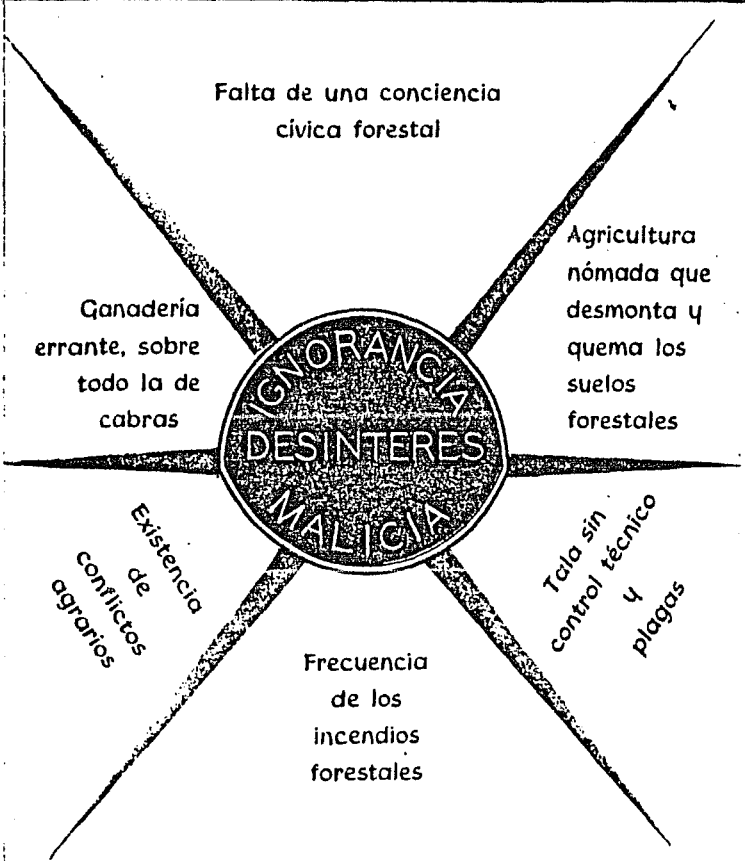 Falta de una conciencia
cívica forestal
Agricultura
nómada que
desmonta y
quema los
suelos
forestales
Ganadería
errante, sobre
todo la de
cabras
IGNORANCIA
DESINTERES
MALICIA
Existencia
de
conflictos
agrarios
Tala sin
control técnico
y
plagas
Frecuencia
de los
incendios
forestales